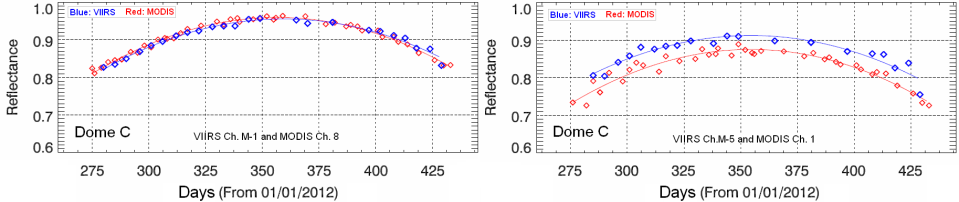 Blue: VIIRS Red: MODIS
1.0
0.9
0.8
0.7
0.6
Reflectance
Dome C
VIIRS Ch. M-1 and MODIS Ch. 8
275 300 325 350 375 400 425
Days (From 01/01/2012)
Blue: VIIRS Red: MODIS
1.0
0.9
0.8
0.7
0.6
Reflectance
Dome C
VIIRS Ch.M-5 and MODIS Ch. 1
275 300 325 350 375 400 425
Days (From 01/01/2012)